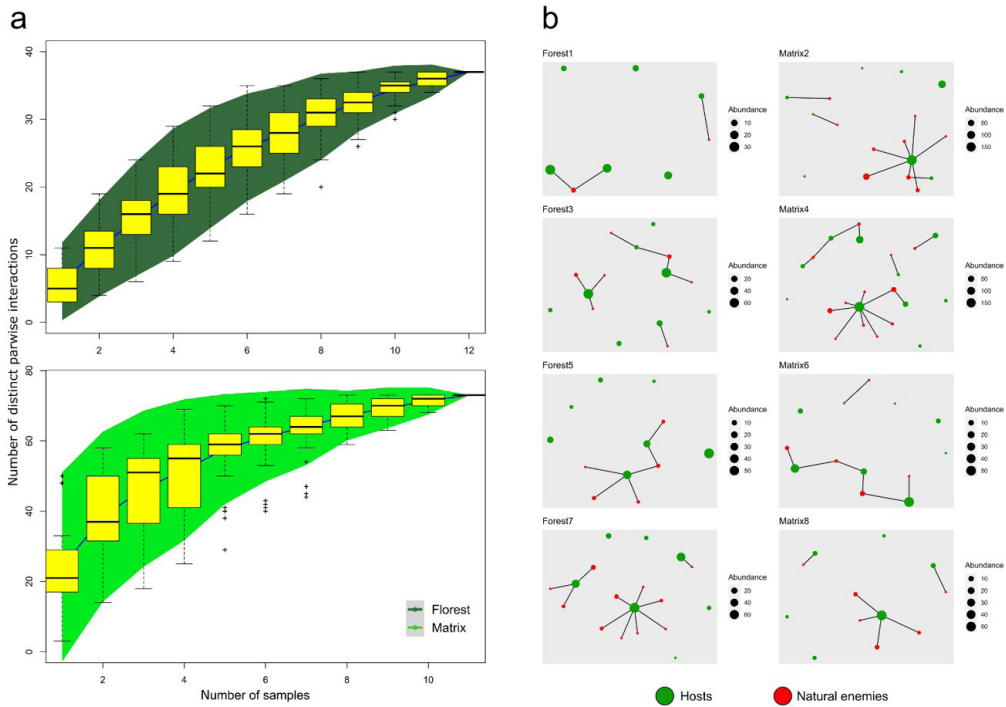 a
b
Number of distinct parwise interactions
40
30
20
10
0
2
4
6
8
10
12
80
60
40
20
0
2
4
6
8
10
Florest
Matrix
Number of samples
Forest1
Abundance
10
20
30
Matrix2
Abundance
50
100
150
Forest3
Abundance
20
40
60
Matrix4
Abundance
50
100
150
Forest5
Abundance
10
20
30
40
50
Matrix6
Abundance
10
20
30
40
50
Forest7
Abundance
20
40
60
Matrix8
Abundance
10
20
30
40
50
Hosts
Natural enemies